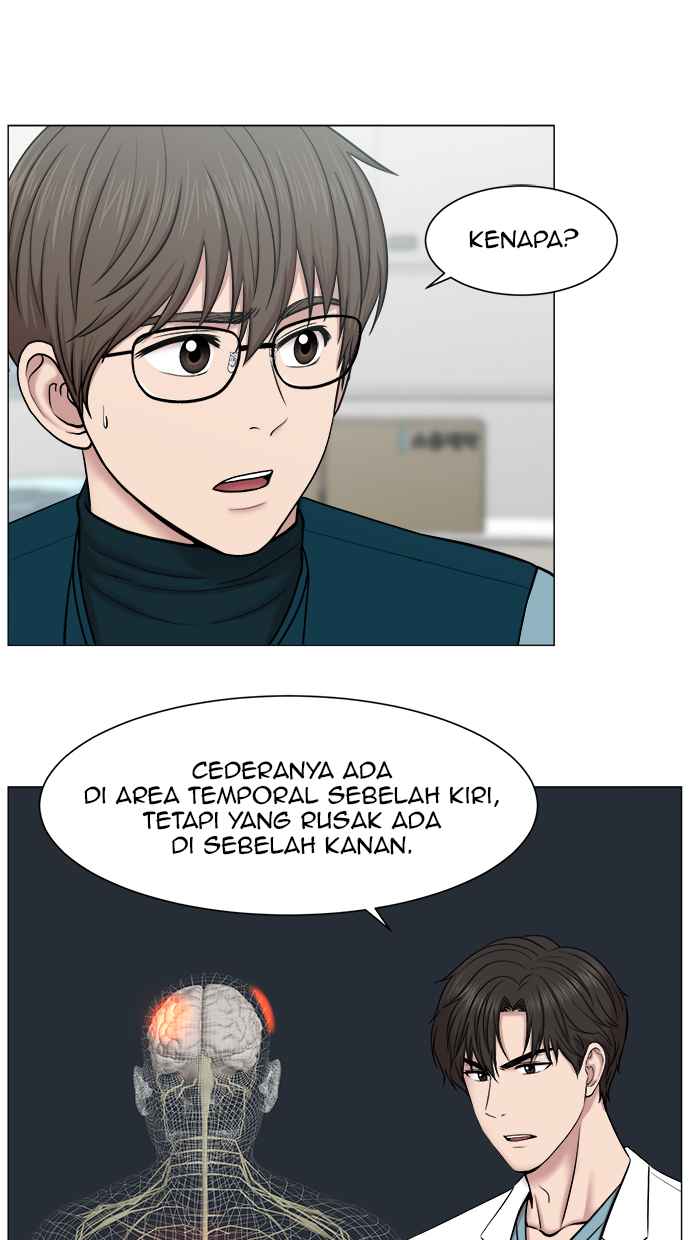 KENAPA?
CEDERANYA ADA
DI AREA TEMPORAL SEBELAH KIRI,
TETAPI YANG RUSAK ADA
DI SEBELAH KANAN.